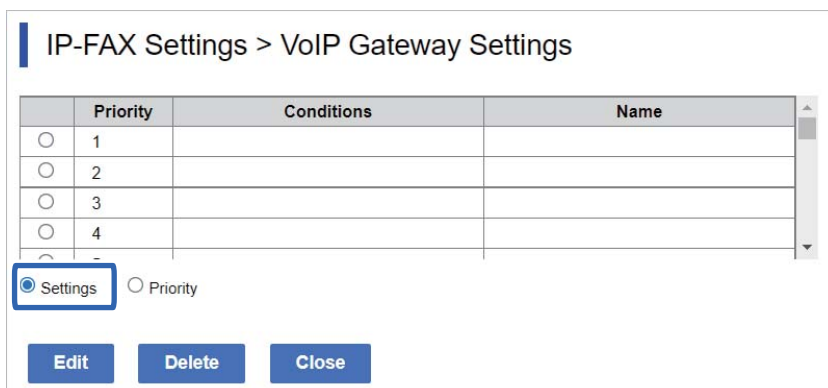 IP-FAX Settings > VoIP Gateway Settings
Priority Conditions Name
1
2
3
4
Settings Priority
Edit Delete Close